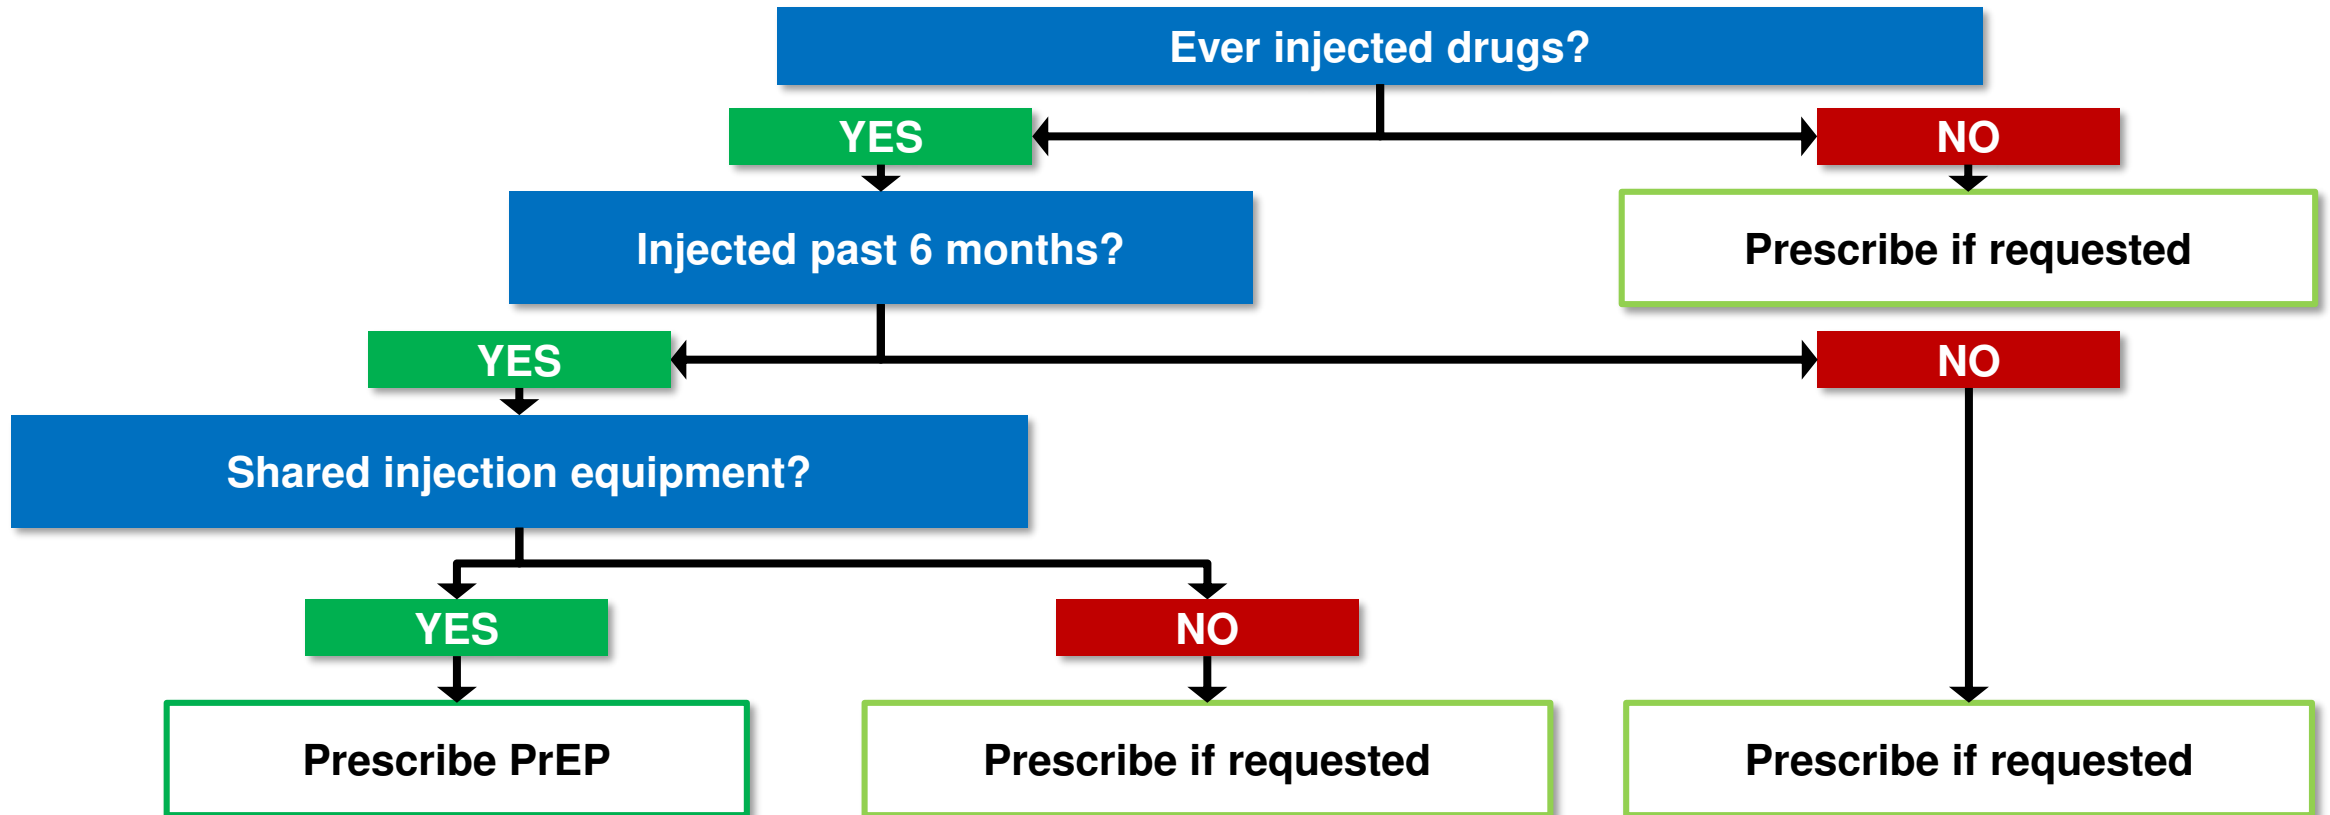 Ever injected drugs?
YES
NO
Injected past 6 months?
Prescribe if requested
YES
NO
Shared injection equipment?
YES
NO
Prescribe PrEP
Prescribe if requested
Prescribe if requested